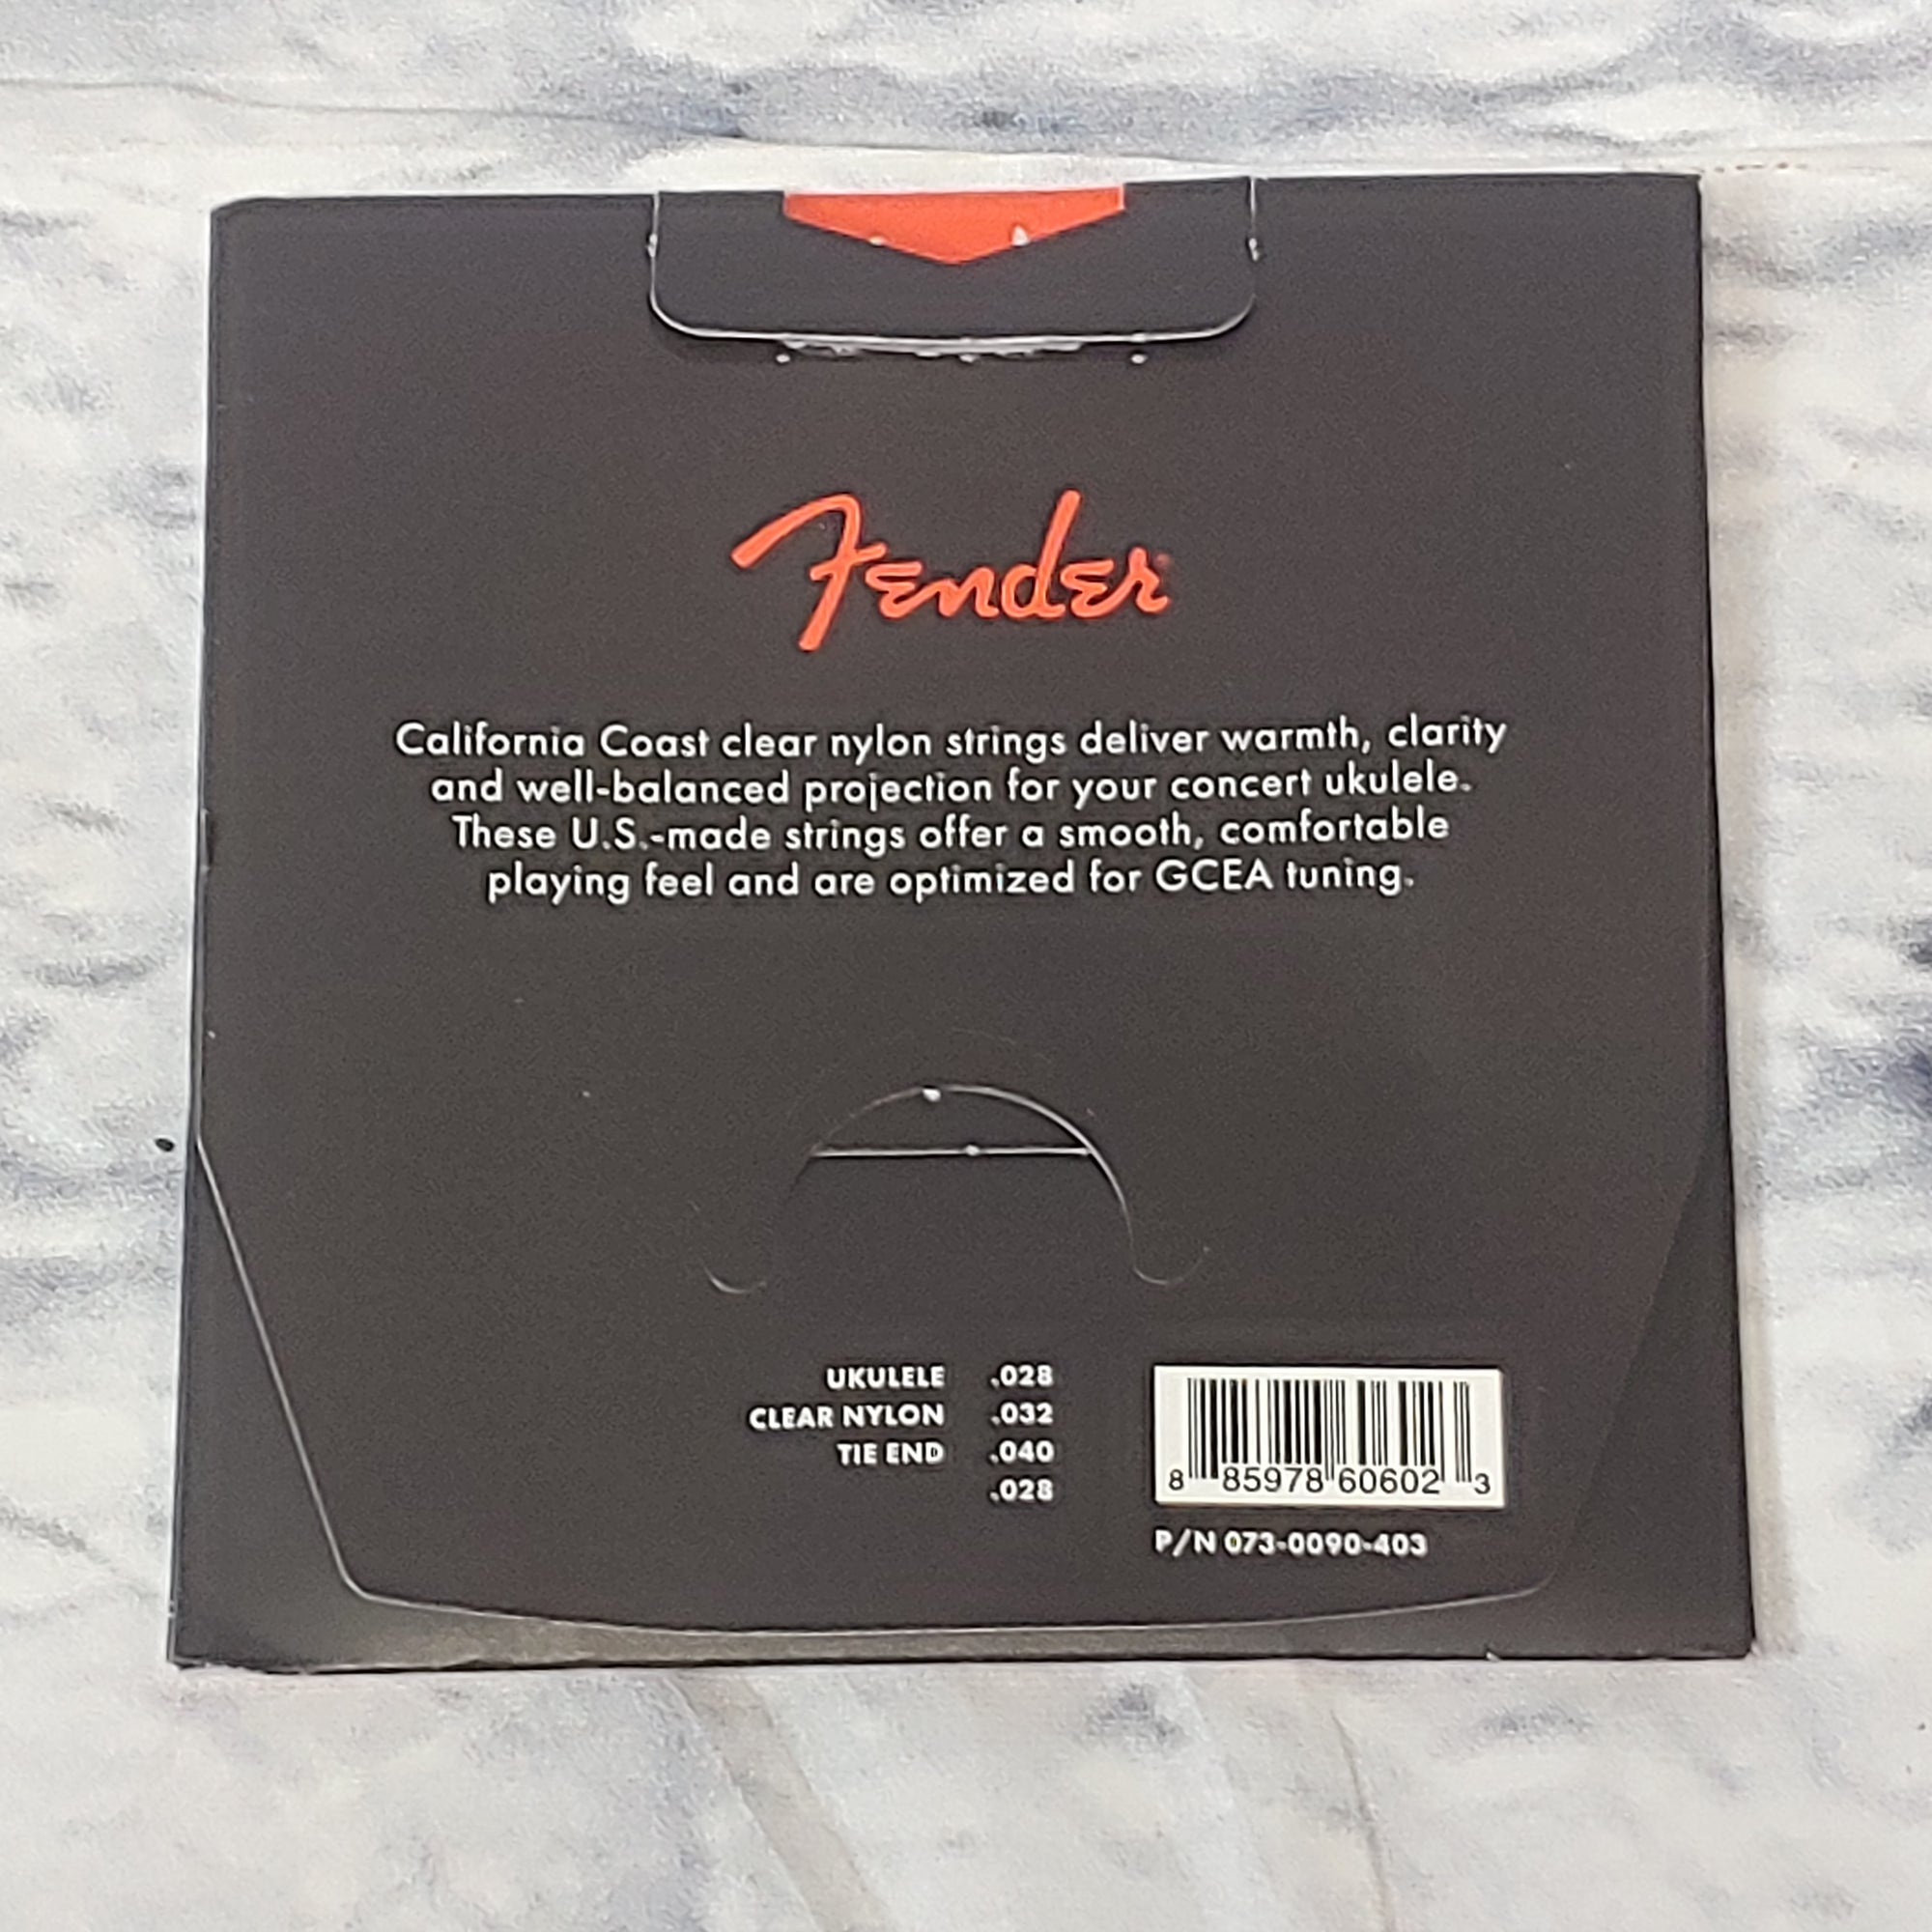 Fender
California Coast clear nylon strings deliver warmth, clarity
and well-balanced projection for your concert ukulele.
These U.S.-made strings offer a smooth, comfortable
playing feel and are optimized for GCEA tuning.
UKULELE .028
CLEAR NYLON .032
TIE END .040
.028
8 85978 60602 3
P/N 073-0090-403